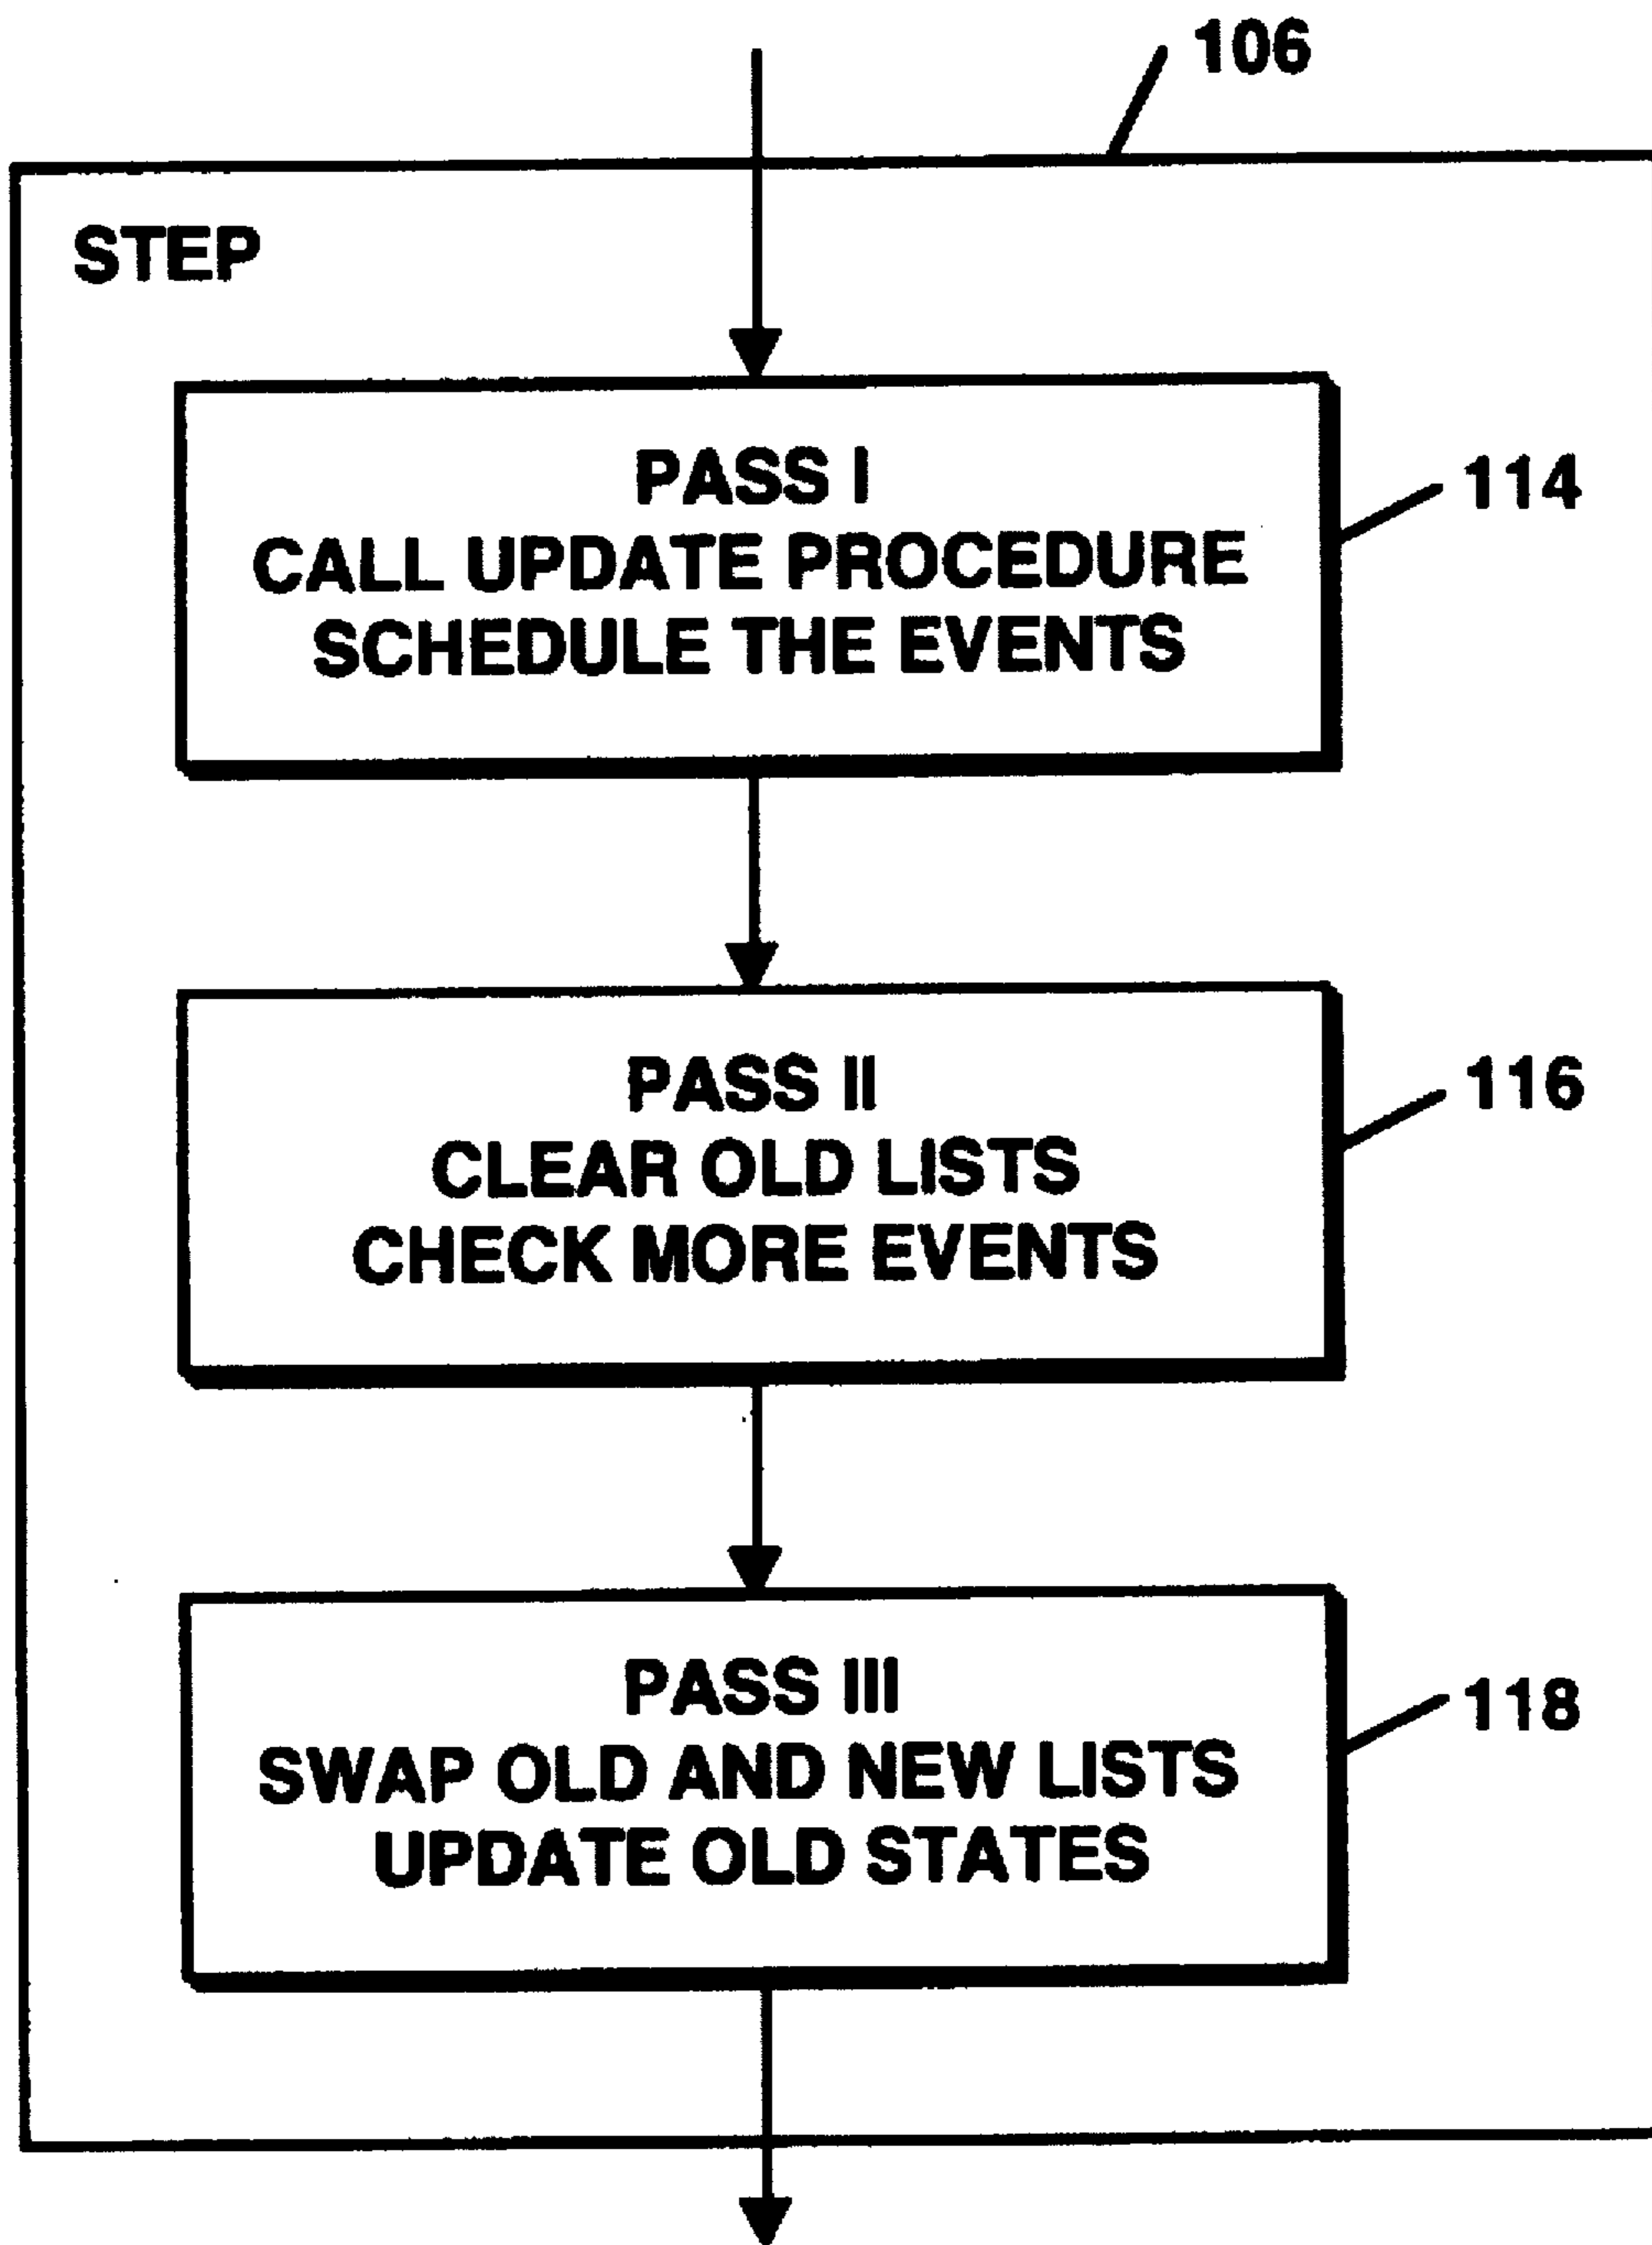 106
STEP
PASS I
CALL UPDATE PROCEDURE
SCHEDULE THE EVENTS
114
PASS II
CLEAR OLD LISTS
CHECK MORE EVENTS
116
PASS III
SWAP OLD AND NEW LISTS
UPDATE OLD STATES
118